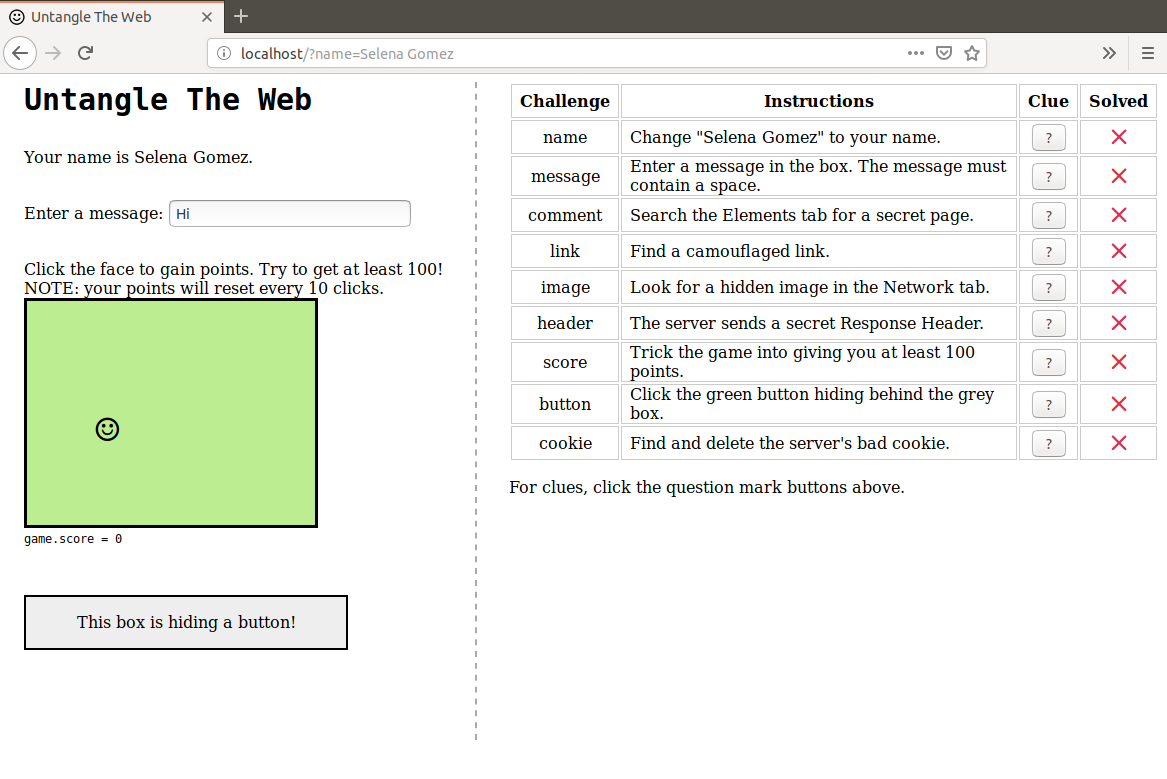 Untangle The Web
localhost/?name=Selena Gomez
Untangle The Web
Your name is Selena Gomez.
Enter a message: Hi
Click the face to gain points. Try to get at least 100!
NOTE: your points will reset every 10 clicks.
game.score = 0
This box is hiding a button!
Challenge Instructions Clue Solved
name Change "Selena Gomez" to your name. ?
message Enter a message in the box. The message must
contain a space. ?
comment Search the Elements tab for a secret page. ?
link Find a camouflaged link. ?
image Look for a hidden image in the Network tab. ?
header The server sends a secret Response Header. ?
score Trick the game into giving you at least 100
points. ?
button Click the green button hiding behind the grey
box. ?
cookie Find and delete the server's bad cookie. ?
For clues, click the question mark buttons above.